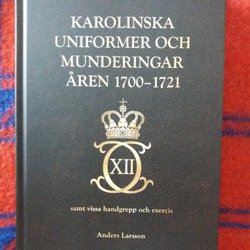 KAROLINSKA
UNIFORMER OCH
MUNDERINGAR
ÅREN 1700–1721
XII
samt vissa handgrepp och exercis
Anders Larsson